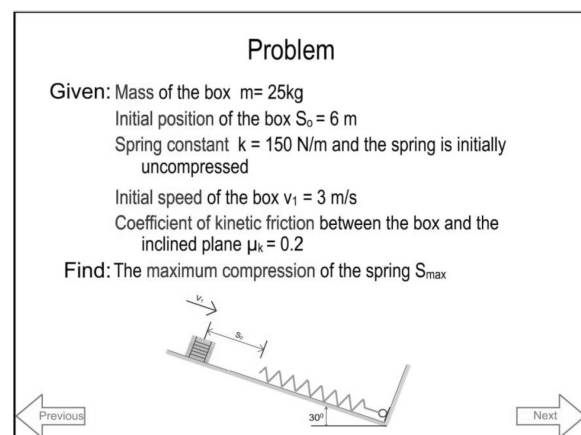 Problem
Given: Mass of the box m= 25kg
Initial position of the box Sₒ = 6 m
Spring constant k = 150 N/m and the spring is initially
uncompressed
Initial speed of the box v₁ = 3 m/s
Coefficient of kinetic friction between the box and the
inclined plane μₖ = 0.2
Find: The maximum compression of the spring Sₘₐₓ
v₁
S₀
30⁰
Previous
Next